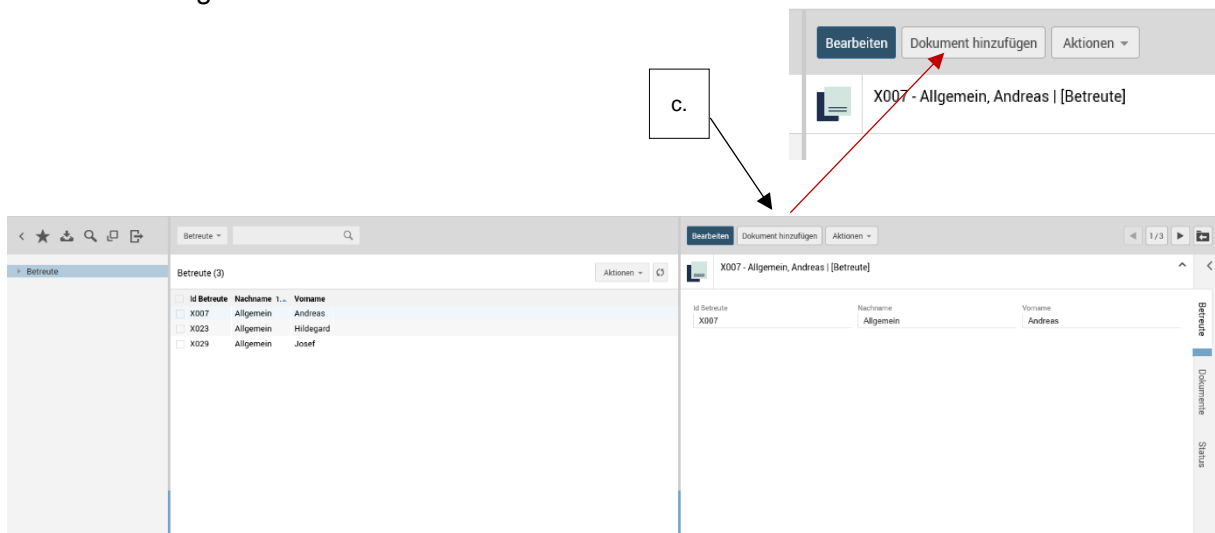 g
Bearbeiten Dokument hinzufügen Aktionen
X007 - Allgemein, Andreas | [Betreute]
c.
Betreute
Bearbeiten Dokument hinzufügen Aktionen 1/3
Betreute
Betreute (3) Aktionen
X007 - Allgemein, Andreas | [Betreute]
Id Betreute Nachname 1... Vorname
X007 Allgemein Andreas
X023 Allgemein Hildegard
X029 Allgemein Josef
Id Betreute Nachname Vorname
X007 Allgemein Andreas
Betreute
Dokumente
Status